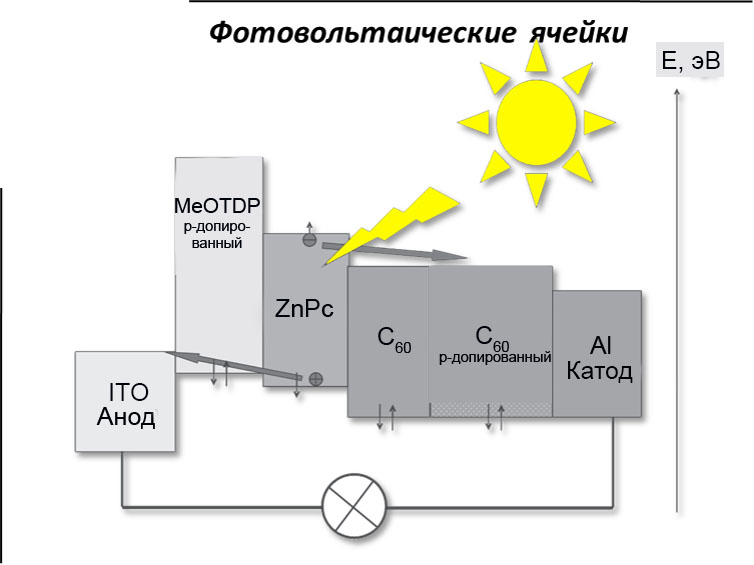 Фотовольтаические ячейки
E, эВ
MeOTDP
р-допиро-
ванный
ZnPc
C60
C60
р-допированный
Al
Катод
ITO
Анод